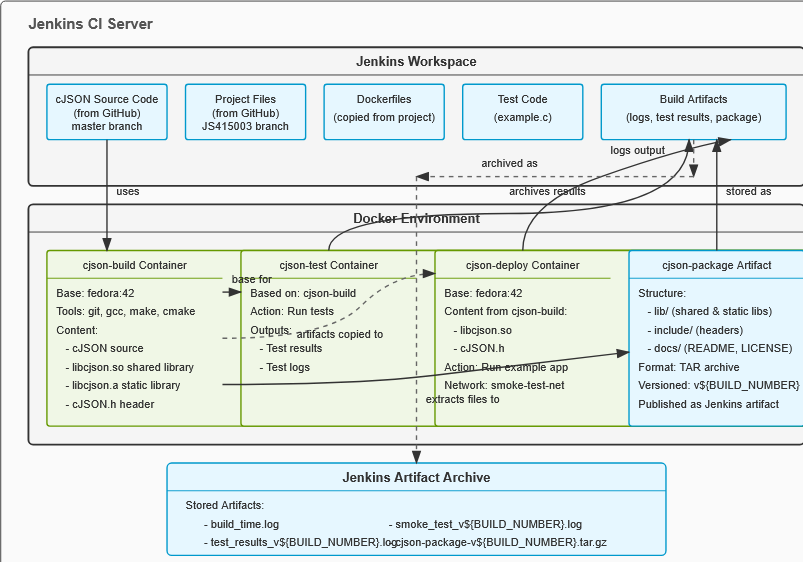 Jenkins CI Server
Jenkins Workspace
cJSON Source Code
(from GitHub)
master branch
Project Files
(from GitHub)
JS415003 branch
Dockerfiles
(copied from project)
Test Code
(example.c)
Build Artifacts
(logs, test results, package)
logs output
archived as
uses
archives results
stored as
Docker Environment
cjson-build Container
Base: fedora:42
Tools: git, gcc, make, cmake
Content:
- cJSON source
- libcjson.so shared library
- libcjson.a static library
- cJSON.h header
base for
cjson-test Container
Based on: cjson-build
Action: Run tests
Outputs:
- Test results
- Test logs
artifacts copied to
cjson-deploy Container
Base: fedora:42
Content from cjson-build:
- libcjson.so
- cJSON.h
Action: Run example app
Network: smoke-test-net
extracts files to
cjson-package Artifact
Structure:
- lib/ (shared & static libs)
- include/ (headers)
- docs/ (README, LICENSE)
Format: TAR archive
Versioned: v${BUILD_NUMBER}
Published as Jenkins artifact
Jenkins Artifact Archive
Stored Artifacts:
- build_time.log
- smoke_test_v${BUILD_NUMBER}.log
- test_results_v${BUILD_NUMBER}.log
cjson-package-v${BUILD_NUMBER}.tar.gz